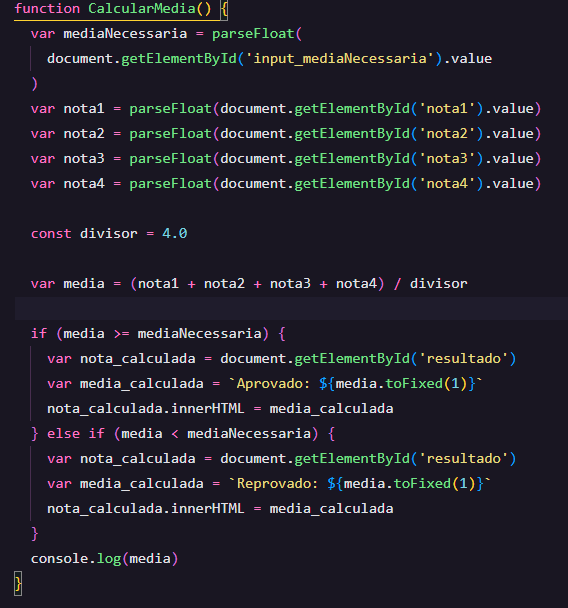 function CalcularMedia() {
  var mediaNecessaria = parseFloat(
    document.getElementById('input_mediaNecessaria').value
  )
  var nota1 = parseFloat(document.getElementById('nota1').value)
  var nota2 = parseFloat(document.getElementById('nota2').value)
  var nota3 = parseFloat(document.getElementById('nota3').value)
  var nota4 = parseFloat(document.getElementById('nota4').value)

  const divisor = 4.0

  var media = (nota1 + nota2 + nota3 + nota4) / divisor

  if (media >= mediaNecessaria) {
    var nota_calculada = document.getElementById('resultado')
    var media_calculada = `Aprovado: ${media.toFixed(1)}`
    nota_calculada.innerHTML = media_calculada
  } else if (media < mediaNecessaria) {
    var nota_calculada = document.getElementById('resultado')
    var media_calculada = `Reprovado: ${media.toFixed(1)}`
    nota_calculada.innerHTML = media_calculada
  }
  console.log(media)
}